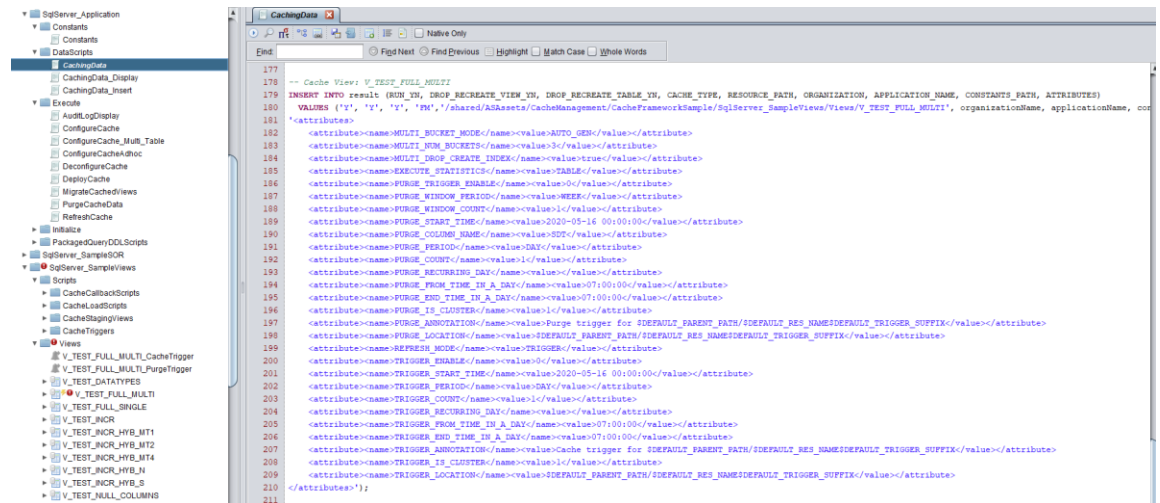 SqlServer_Application
Constants
Constants
DataScripts
CachingData
CachingData_Display
CachingData_Insert
Execute
AuditLogDisplay
ConfigureCache
ConfigureCache_Multi_Table
ConfigureCacheAdhoc
DeconfigureCache
DeployCache
MigrateCachedViews
PurgeCacheData
RefreshCache
Initialize
PackagedQueryDDLScripts
SqlServer_SampleSOR
SqlServer_SampleViews
Scripts
CacheCallbackScripts
CacheLoadScripts
CacheStagingViews
CacheTriggers
Views
V_TEST_FULL_MULTI_CacheTrigger
V_TEST_FULL_MULTI_PurgeTrigger
V_TEST_DATATYPES
V_TEST_FULL_MULTI
V_TEST_FULL_SINGLE
V_TEST_INCR
V_TEST_INCR_HYB_MT1
V_TEST_INCR_HYB_MT2
V_TEST_INCR_HYB_MT4
V_TEST_INCR_HYB_N
V_TEST_INCR_HYB_S
V_TEST_NULL_COLUMNS
CachingData
Native Only
Find: Find Next Find Previous Highlight Match Case Whole Words
177
178 -- Cache View: V_TEST_FULL_MULTI
179 INSERT INTO result (RUN_YN, DROP_RECREATE_VIEW_YN, DROP_RECREATE_TABLE_YN, CACHE_TYPE, RESOURCE_PATH, ORGANIZATION, APPLICATION_NAME, CONSTANTS_PATH, ATTRIBUTES)
180 VALUES ('Y', 'Y', 'Y', 'FM','/shared/ASAssets/CacheManagement/CacheFrameworkSample/SqlServer_SampleViews/Views/V_TEST_FULL_MULTI', organizationName, applicationName, con
181 '<attributes>
182 <attribute><name>MULTI_BUCKET_MODE</name><value>AUTO_GEN</value></attribute>
183 <attribute><name>MULTI_NUM_BUCKETS</name><value>3</value></attribute>
184 <attribute><name>MULTI_DROP_CREATE_INDEX</name><value>true</value></attribute>
185 <attribute><name>EXECUTE_STATISTICS</name><value>TABLE</value></attribute>
186 <attribute><name>PURGE_TRIGGER_ENABLE</name><value>0</value></attribute>
187 <attribute><name>PURGE_WINDOW_PERIOD</name><value>WEEK</value></attribute>
188 <attribute><name>PURGE_WINDOW_COUNT</name><value>1</value></attribute>
189 <attribute><name>PURGE_START_TIME</name><value>2020-05-16 00:00:00</value></attribute>
190 <attribute><name>PURGE_COLUMN_NAME</name><value>SDT</value></attribute>
191 <attribute><name>PURGE_PERIOD</name><value>DAY</value></attribute>
192 <attribute><name>PURGE_COUNT</name><value>1</value></attribute>
193 <attribute><name>PURGE_RECURRING_DAY</name><value></value></attribute>
194 <attribute><name>PURGE_FROM_TIME_IN_A_DAY</name><value>07:00:00</value></attribute>
195 <attribute><name>PURGE_END_TIME_IN_A_DAY</name><value>07:00:00</value></attribute>
196 <attribute><name>PURGE_IS_CLUSTER</name><value>1</value></attribute>
197 <attribute><name>PURGE_ANNOTATION</name><value>Purge trigger for $DEFAULT_PARENT_PATH/$DEFAULT_RES_NAME$DEFAULT_TRIGGER_SUFFIX</value></attribute>
198 <attribute><name>PURGE_LOCATION</name><value>$DEFAULT_PARENT_PATH/$DEFAULT_RES_NAME$DEFAULT_TRIGGER_SUFFIX</value></attribute>
199 <attribute><name>REFRESH_MODE</name><value>TRIGGER</value></attribute>
200 <attribute><name>TRIGGER_ENABLE</name><value>0</value></attribute>
201 <attribute><name>TRIGGER_START_TIME</name><value>2020-05-16 00:00:00</value></attribute>
202 <attribute><name>TRIGGER_PERIOD</name><value>DAY</value></attribute>
203 <attribute><name>TRIGGER_COUNT</name><value>1</value></attribute>
204 <attribute><name>TRIGGER_RECURRING_DAY</name><value></value></attribute>
205 <attribute><name>TRIGGER_FROM_TIME_IN_A_DAY</name><value>07:00:00</value></attribute>
206 <attribute><name>TRIGGER_END_TIME_IN_A_DAY</name><value>07:00:00</value></attribute>
207 <attribute><name>TRIGGER_ANNOTATION</name><value>Cache trigger for $DEFAULT_PARENT_PATH/$DEFAULT_RES_NAME$DEFAULT_TRIGGER_SUFFIX</value></attribute>
208 <attribute><name>TRIGGER_IS_CLUSTER</name><value>1</value></attribute>
209 <attribute><name>TRIGGER_LOCATION</name><value>$DEFAULT_PARENT_PATH/$DEFAULT_RES_NAME$DEFAULT_TRIGGER_SUFFIX</value></attribute>
210 </attributes>');
211